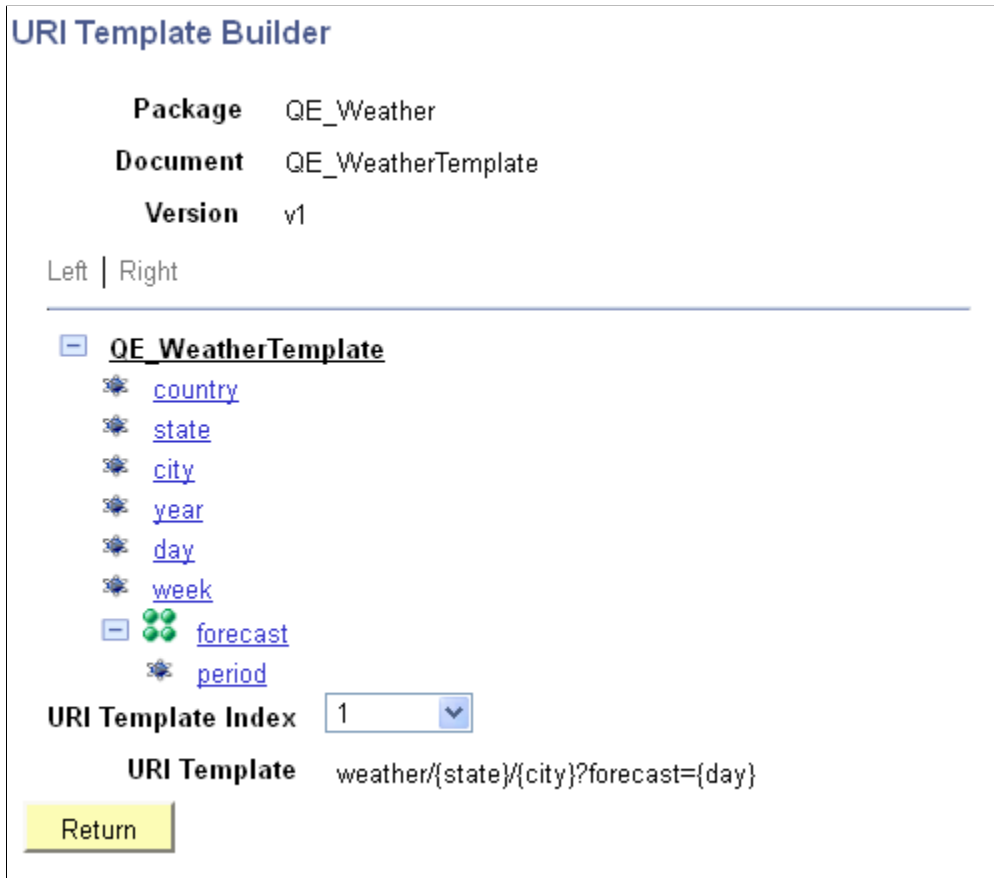 URI Template Builder
Package QE_Weather
Document QE_WeatherTemplate
Version v1
Left | Right
QE_WeatherTemplate
country
state
city
year
day
week
forecast
period
URI Template Index 1
URI Template weather/{state}/{city}?forecast={day}
Return